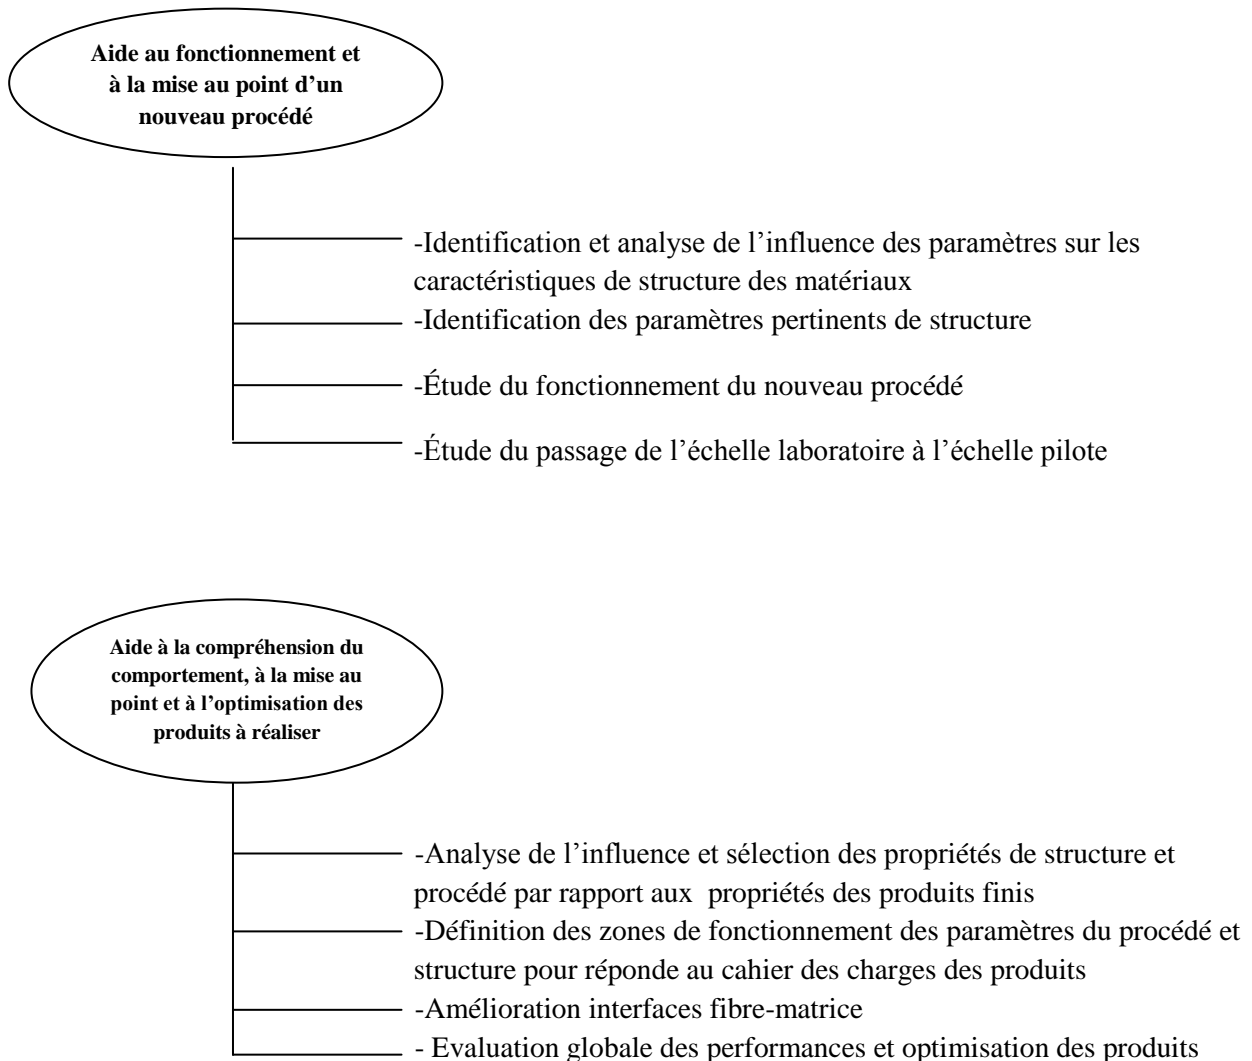 Aide au fonctionnement et
à la mise au point d’un
nouveau procédé
-Identification et analyse de l’influence des paramètres sur les
caractéristiques de structure des matériaux
-Identification des paramètres pertinents de structure
-Étude du fonctionnement du nouveau procédé
-Étude du passage de l’échelle laboratoire à l’échelle pilote
Aide à la compréhension du
comportement, à la mise au
point et à l’optimisation des
produits à réaliser
-Analyse de l’influence et sélection des propriétés de structure et
procédé par rapport aux  propriétés des produits finis
-Définition des zones de fonctionnement des paramètres du procédé et
structure pour réponde au cahier des charges des produits
-Amélioration interfaces fibre-matrice
- Evaluation globale des performances et optimisation des produits